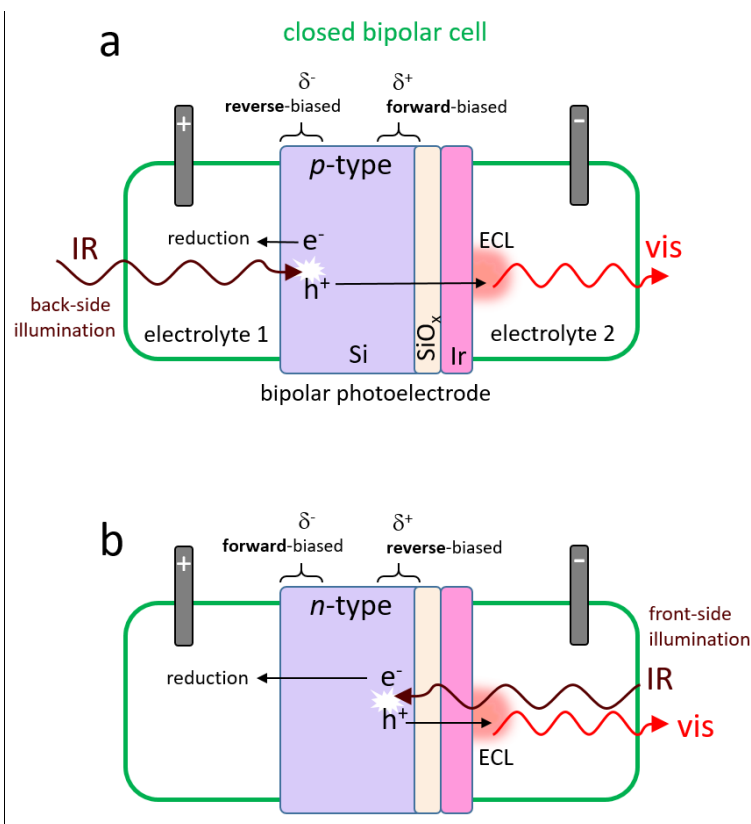 a
closed bipolar cell
δ⁻
δ⁺
reverse-biased
forward-biased
+
−
p-type
IR
reduction
e⁻
h⁺
ECL
vis
back-side
illumination
electrolyte 1
Si
SiOₓ
Ir
electrolyte 2
bipolar photoelectrode
b
δ⁻
δ⁺
forward-biased
reverse-biased
+
−
n-type
front-side
illumination
reduction
e⁻
IR
h⁺
vis
ECL